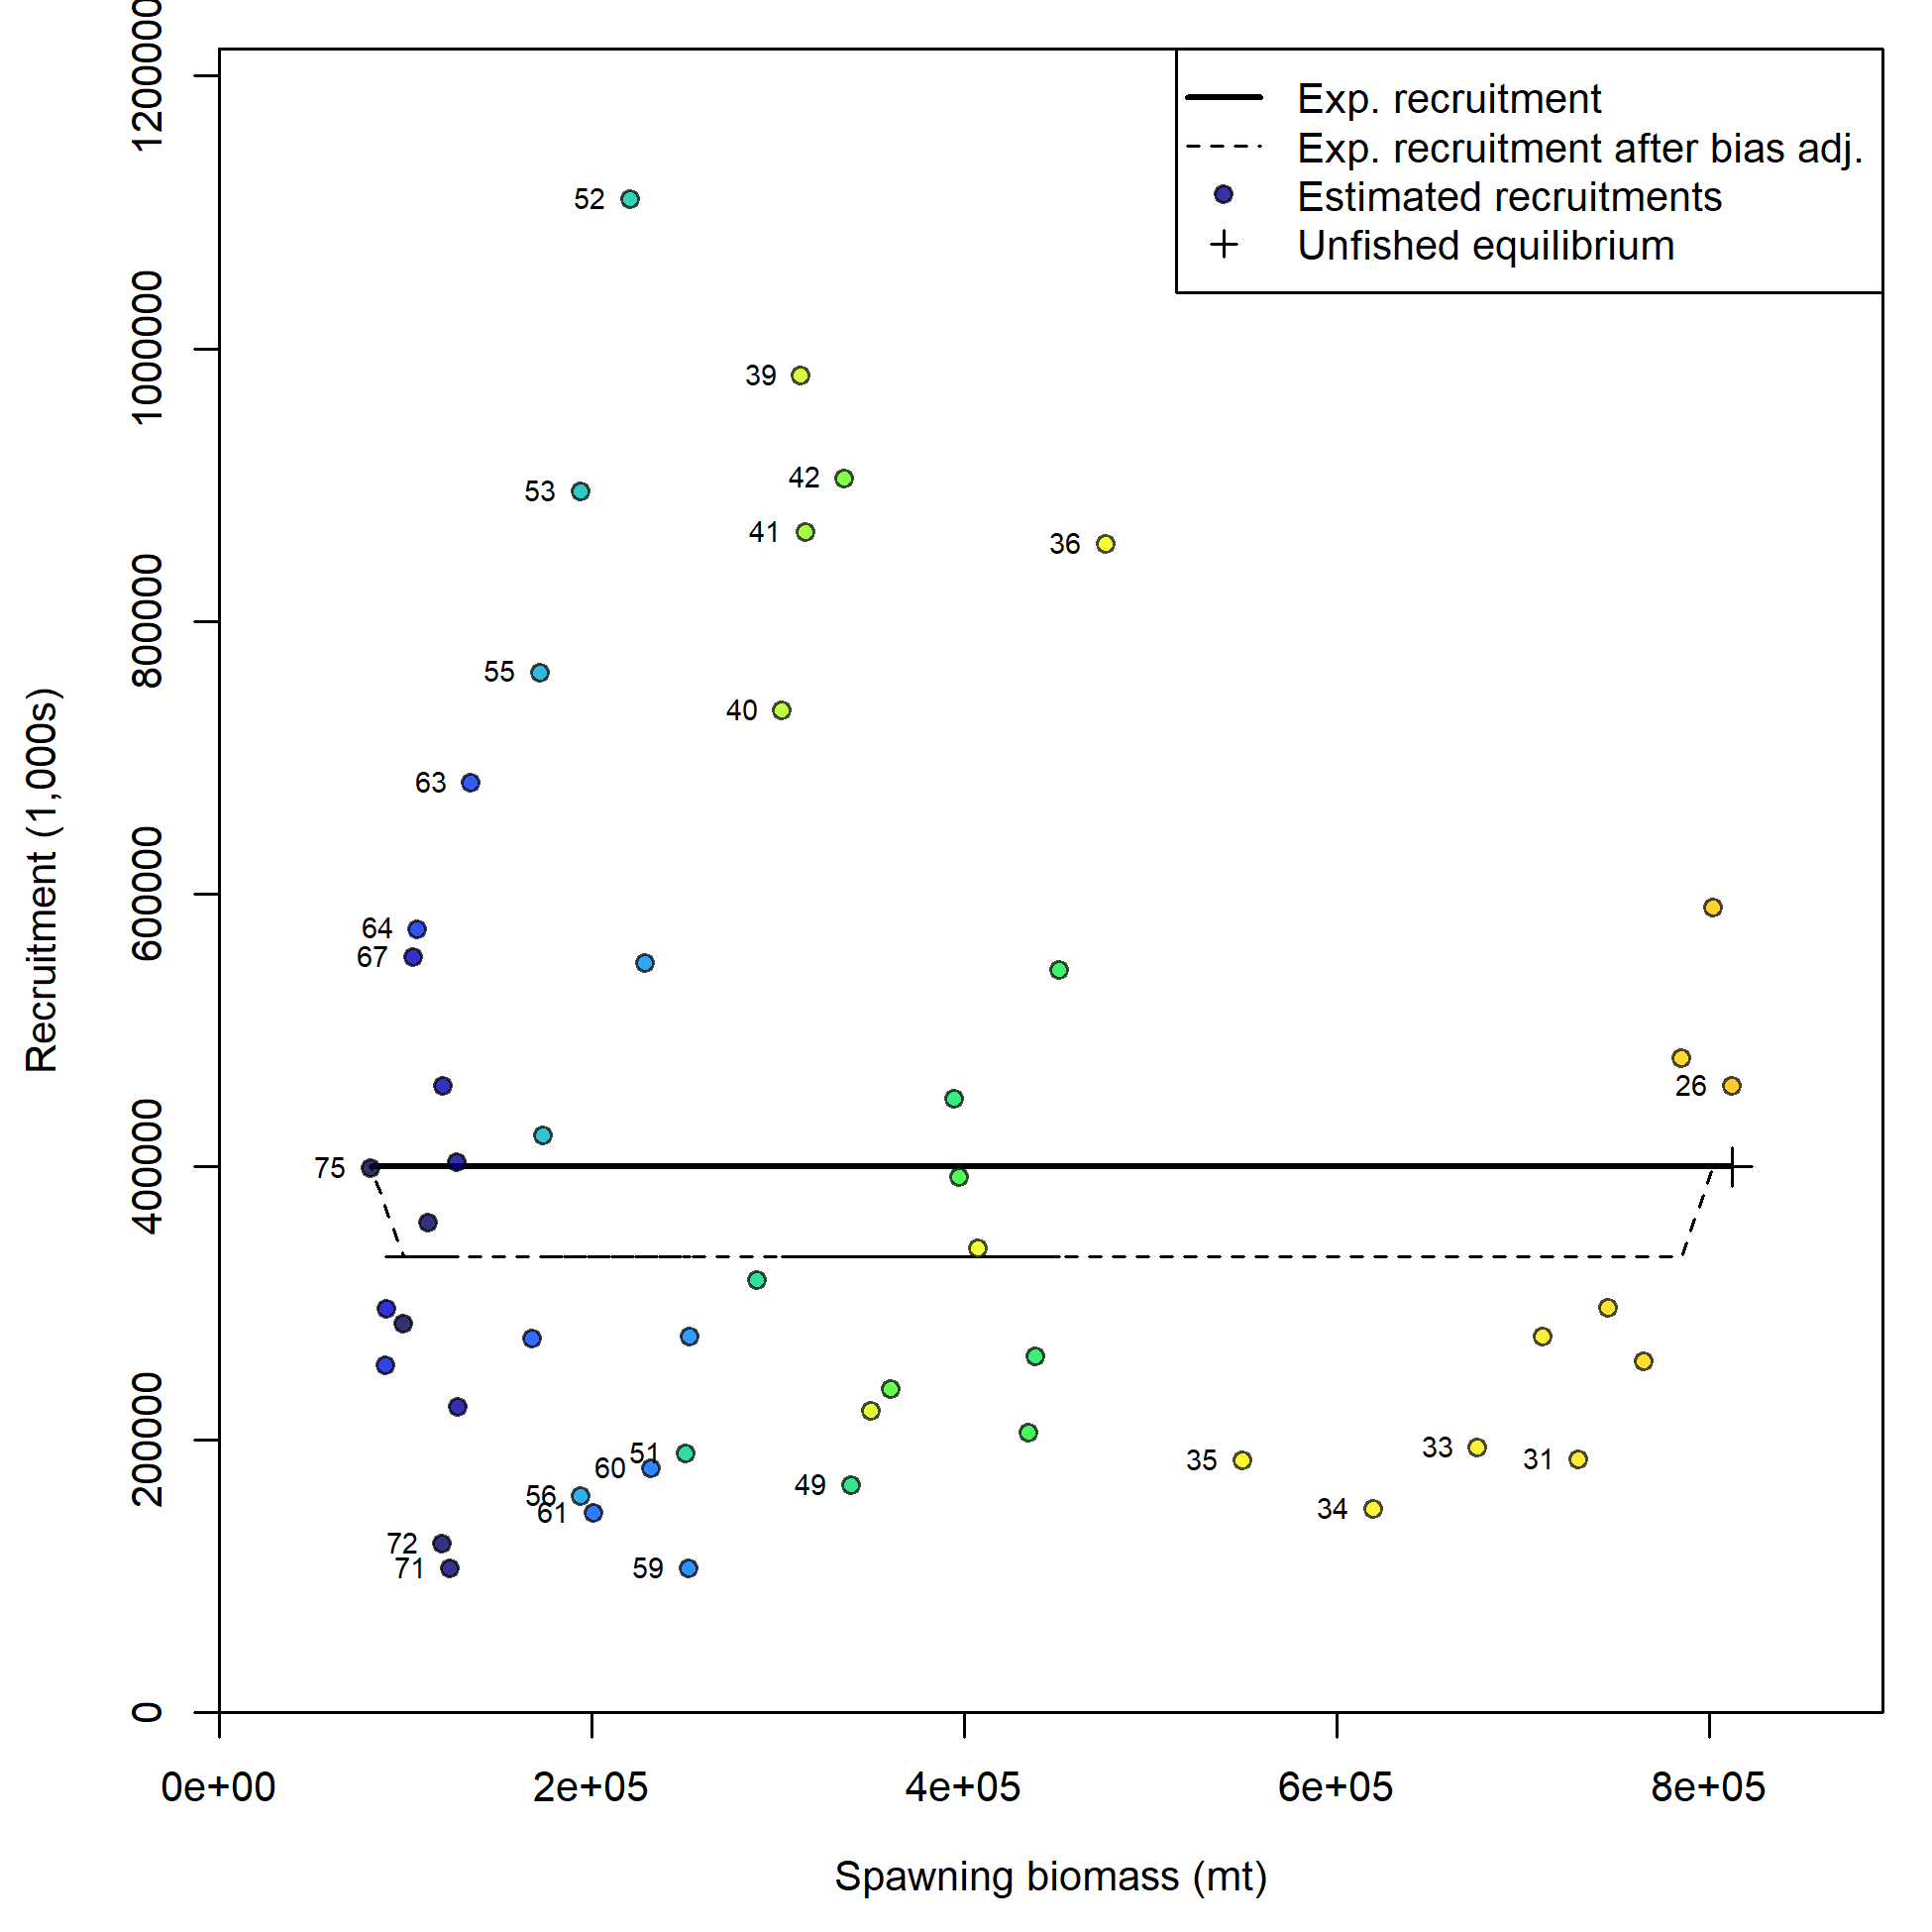 Exp. recruitment
Exp. recruitment after bias adj.
Estimated recruitments
Unfished equilibrium
1200000
1000000
800000
600000
400000
200000
0
Recruitment (1,000s)
52
39
42
53
41
36
55
40
63
64
67
26
75
51
60
35
33
31
56
61
49
34
72
71
59
0e+00
2e+05
4e+05
6e+05
8e+05
Spawning biomass (mt)